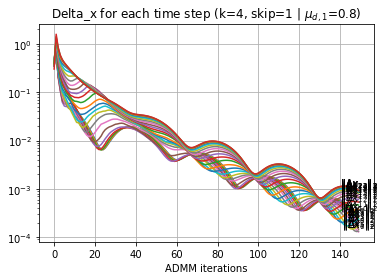 Delta_x for each time step (k=4, skip=1 | μ_{d,1}=0.8)
10⁰
10⁻¹
10⁻²
10⁻³
10⁻⁴
0 20 40 60 80 100 120 140
ADMM iterations